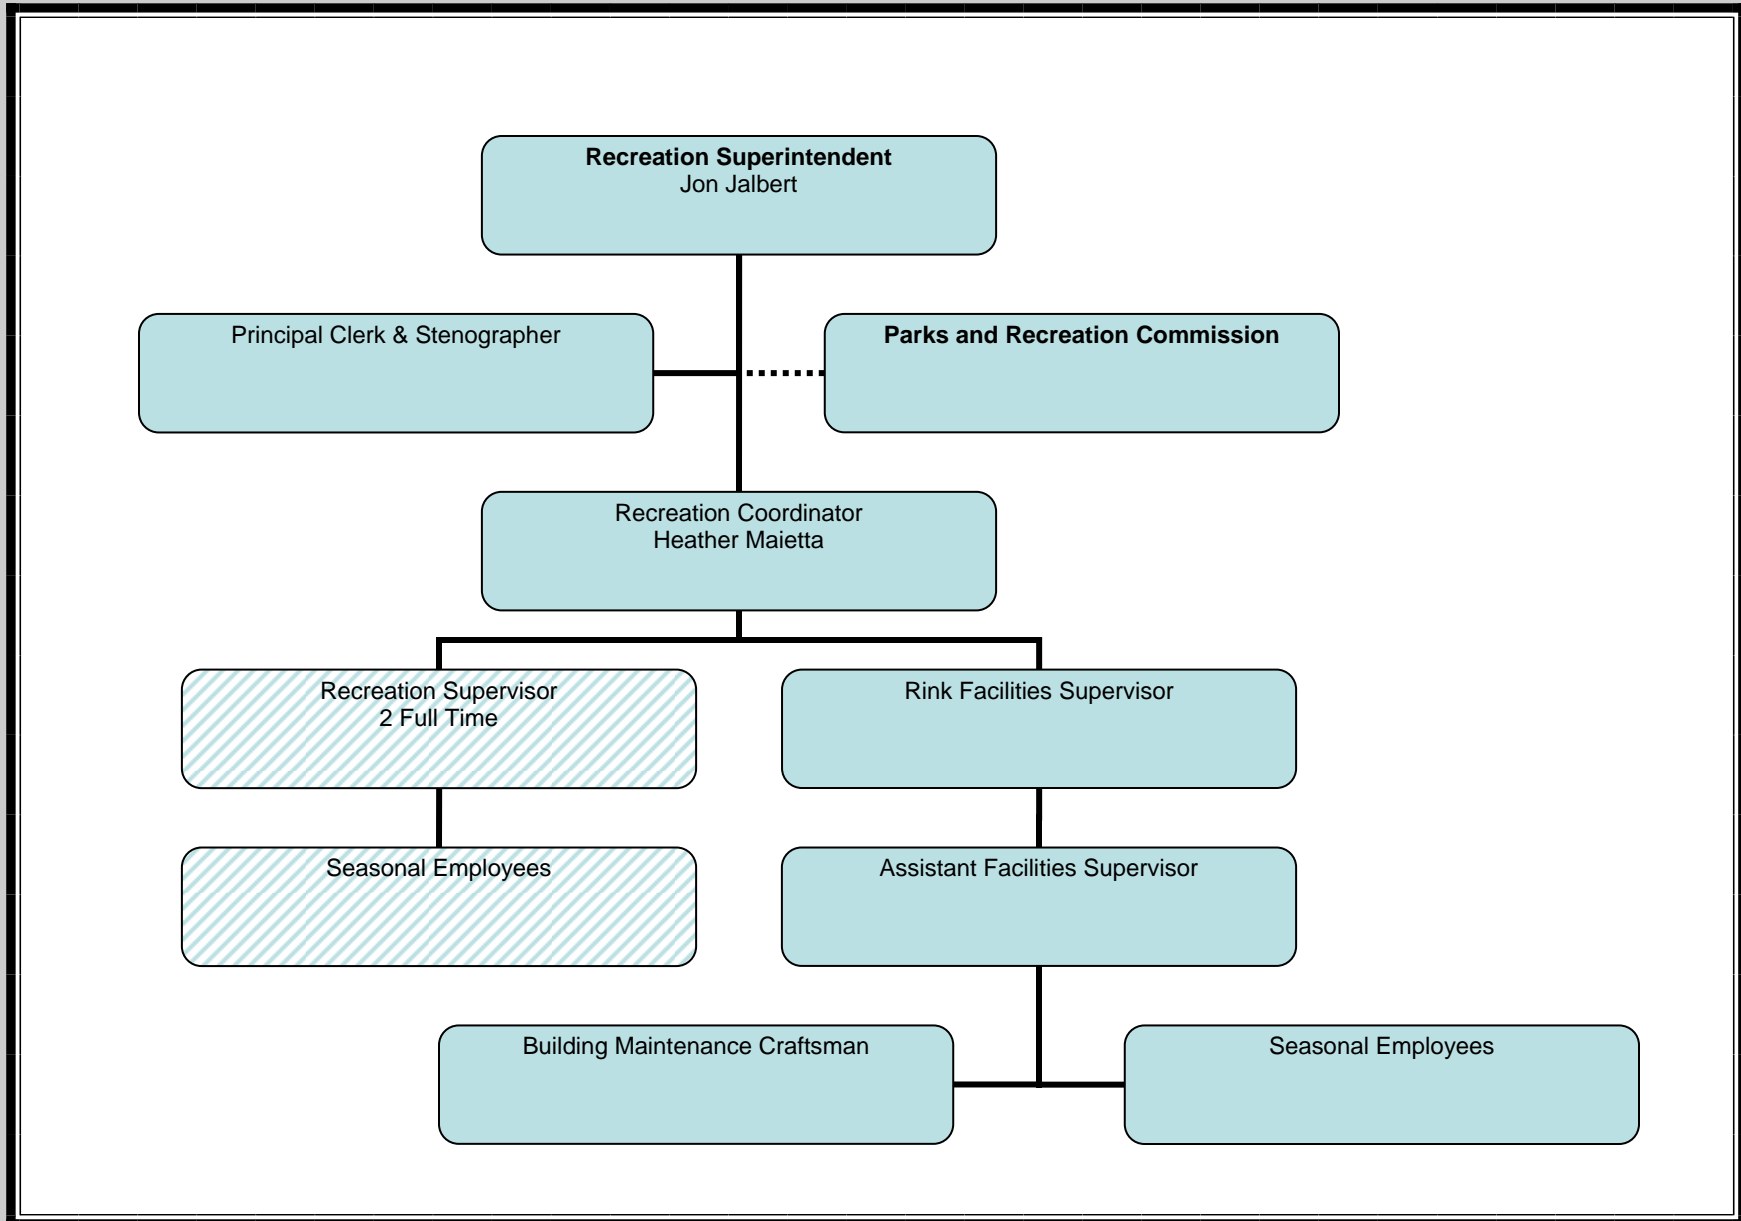 Recreation Superintendent
Jon Jalbert
Principal Clerk & Stenographer
Parks and Recreation Commission
Recreation Coordinator
Heather Maietta
Recreation Supervisor
2 Full Time
Rink Facilities Supervisor
Seasonal Employees
Assistant Facilities Supervisor
Building Maintenance Craftsman
Seasonal Employees